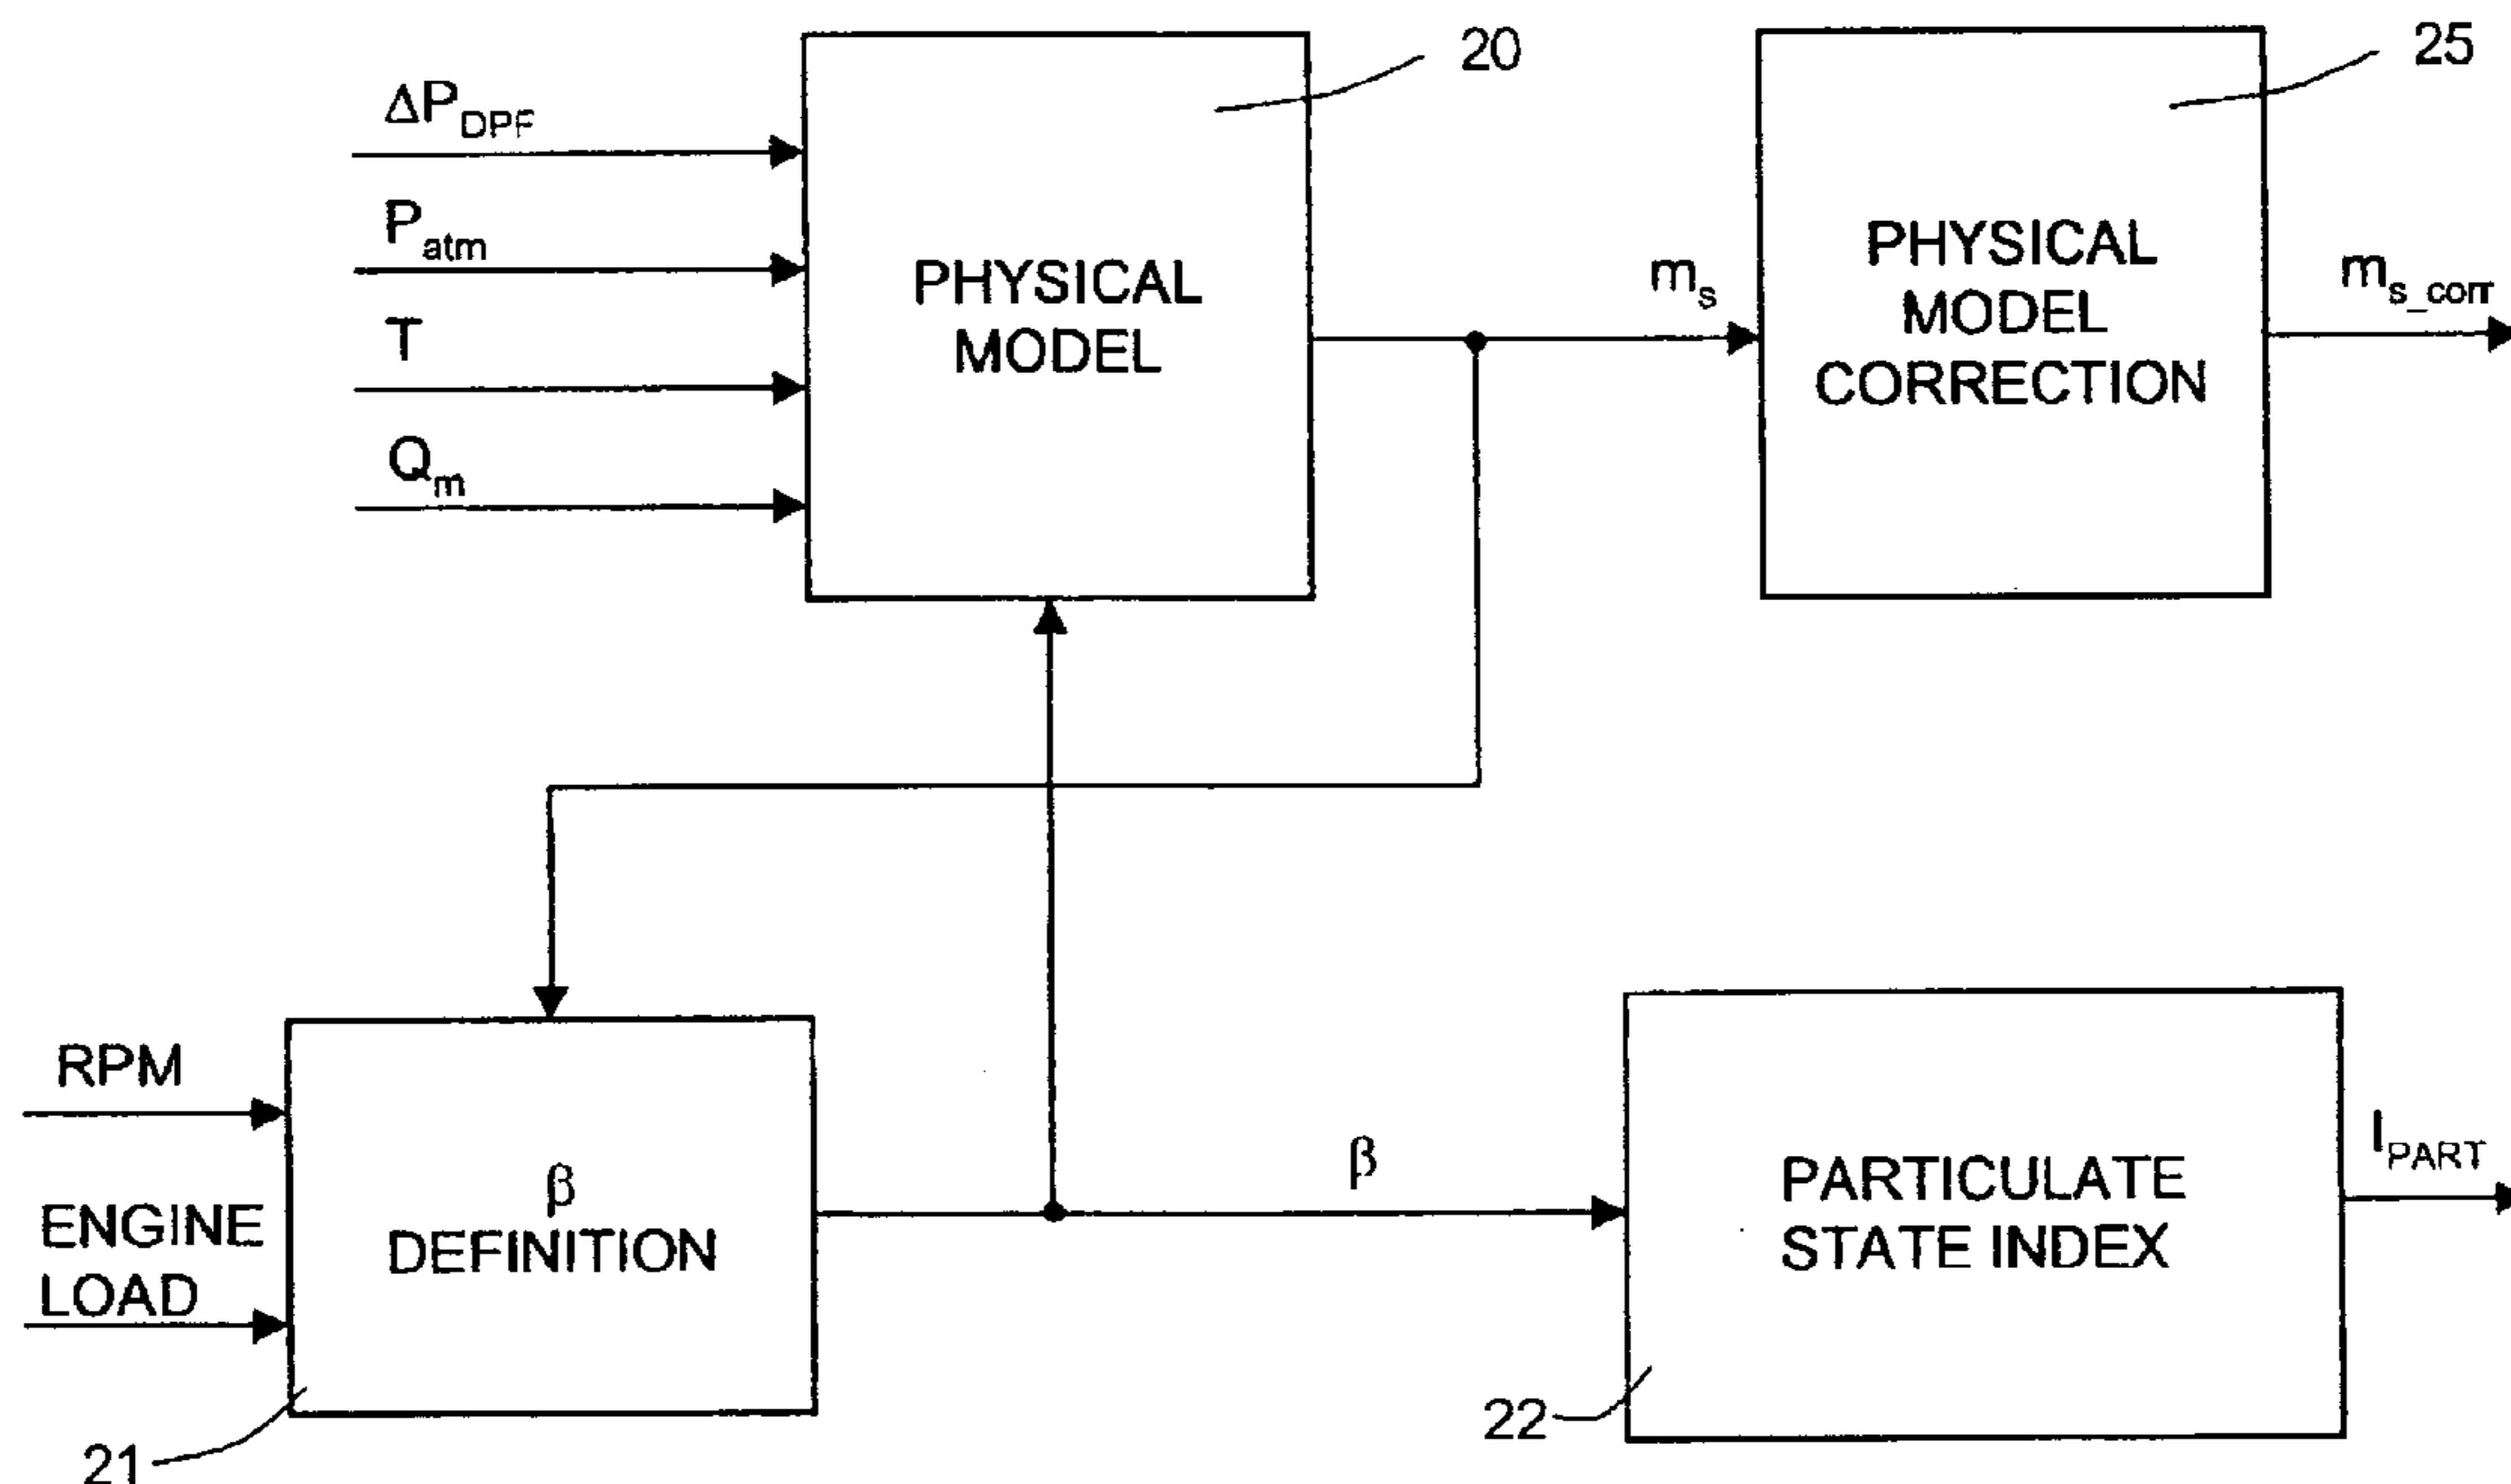 20
25
ΔP_DPF
P_atm
T
Q_m
PHYSICAL
MODEL
m_s
PHYSICAL
MODEL
CORRECTION
m_s_corr
RPM
ENGINE
LOAD
β
DEFINITION
β
PARTICULATE
STATE INDEX
I_PART
21
22